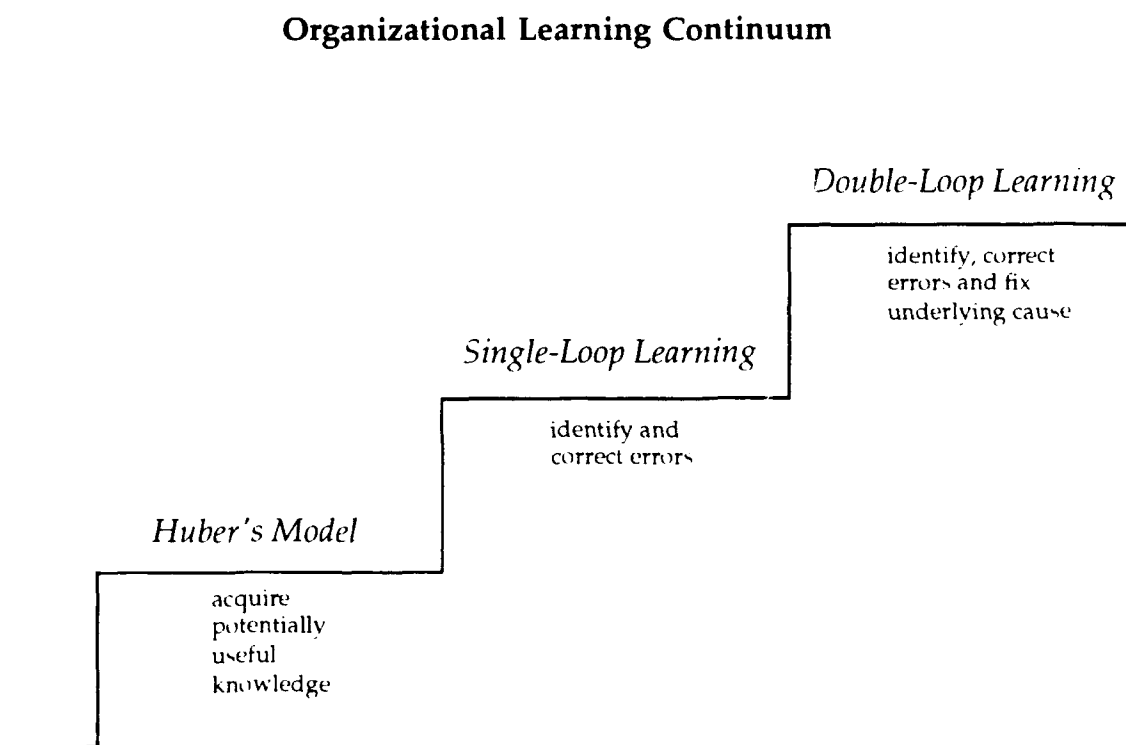 Organizational Learning Continuum
Double-Loop Learning
identify, correct
errors and fix
underlying cause
Single-Loop Learning
identify and
correct errors
Huber's Model
acquire
potentially
useful
knowledge